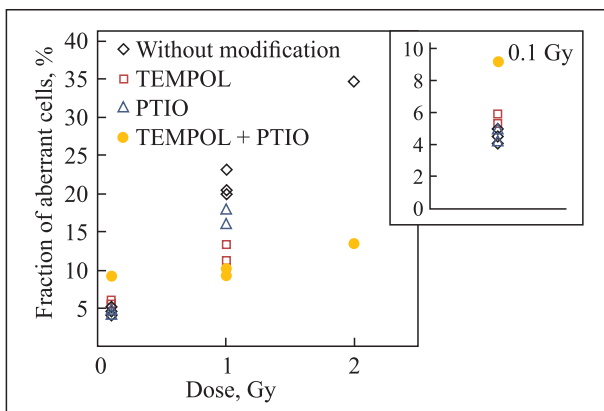 Fraction of aberrant cells, %
40
35
30
25
20
15
10
5
0
1
2
Dose, Gy
Without modification
TEMPOL
PTIO
TEMPOL + PTIO
0.1 Gy
10
8
6
4
2
0